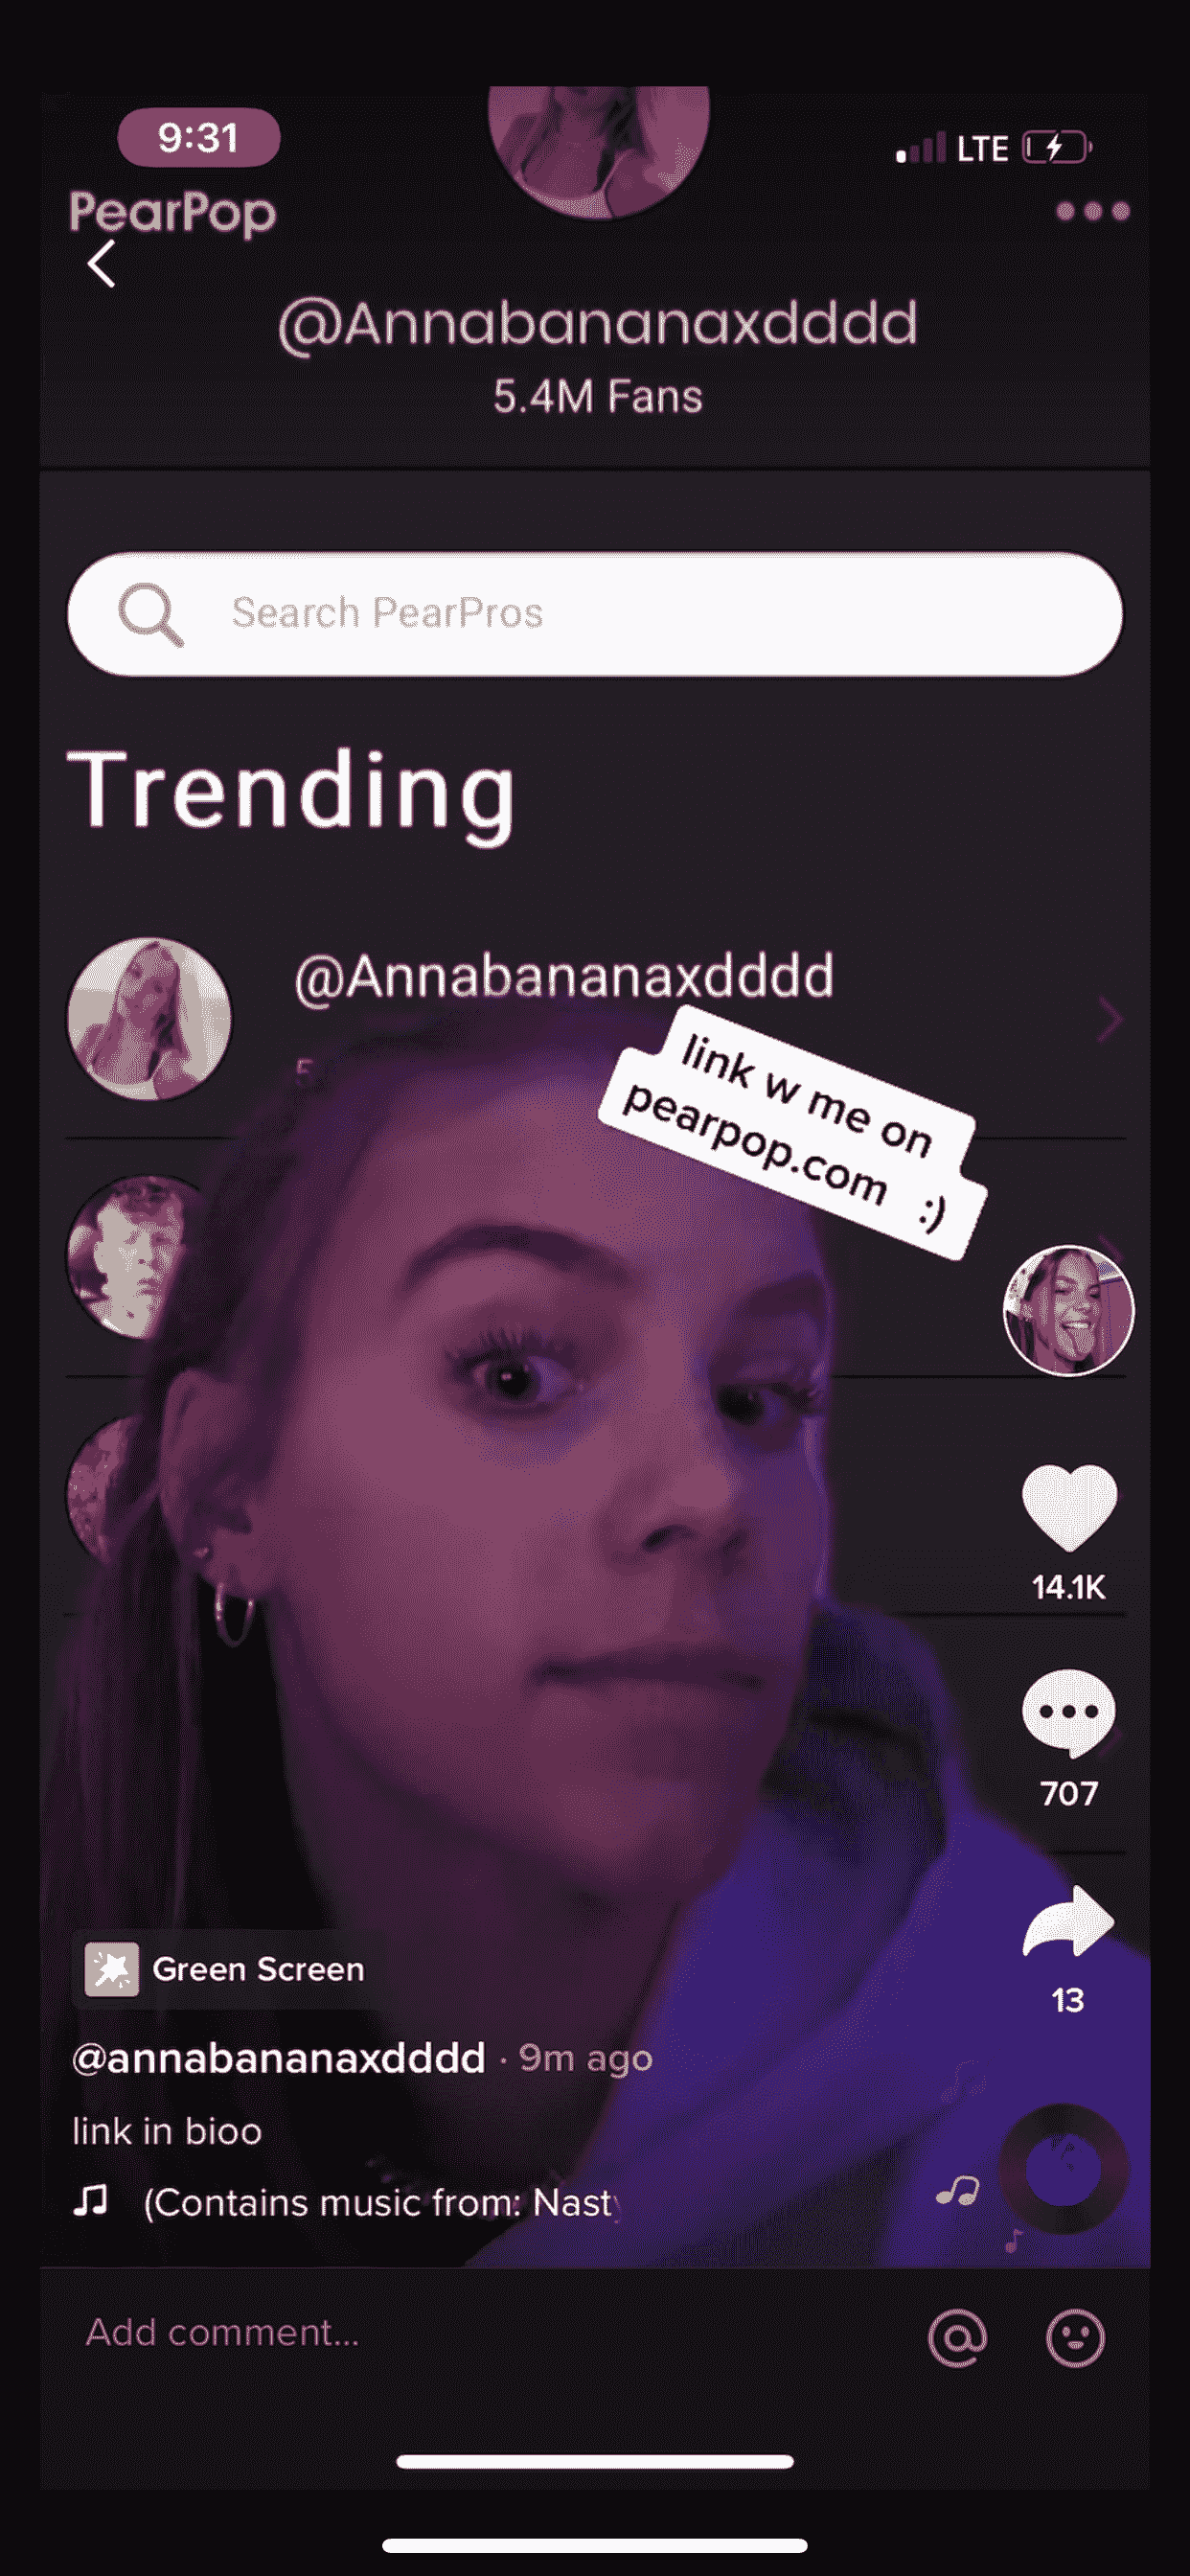 9:31
LTE
PearPop
@Annabananaxdddd
5.4M Fans
Search PearPros
Trending
@Annabananaxdddd
5
link w me on
pearpop.com :)
14.1K
707
13
Green Screen
@annabananaxdddd · 9m ago
link in bioo
(Contains music from: Nast
Add comment...